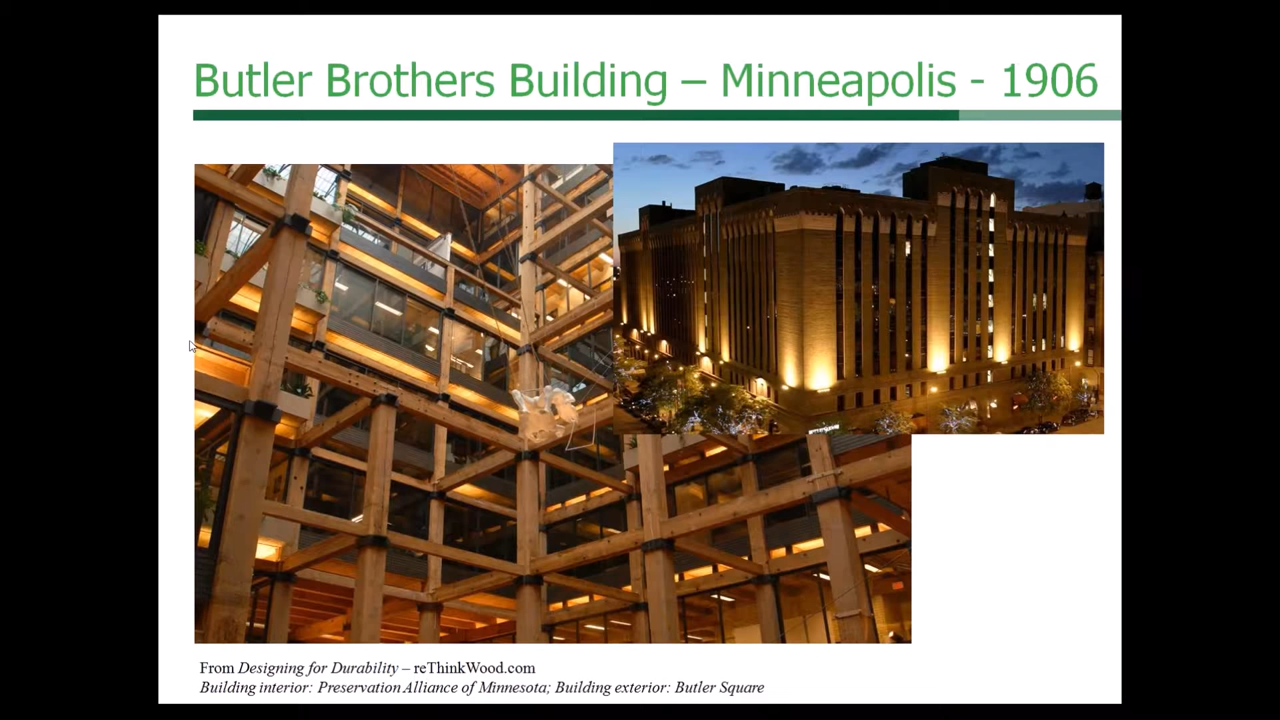 Butler Brothers Building – Minneapolis - 1906
From Designing for Durability – reThinkWood.com
Building interior: Preservation Alliance of Minnesota; Building exterior: Butler Square